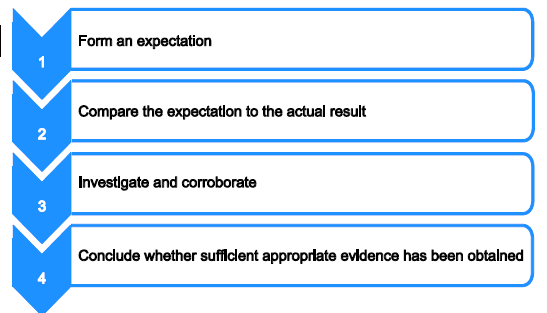 1
Form an expectation
2
Compare the expectation to the actual result
3
Investigate and corroborate
4
Conclude whether sufficient appropriate evidence has been obtained